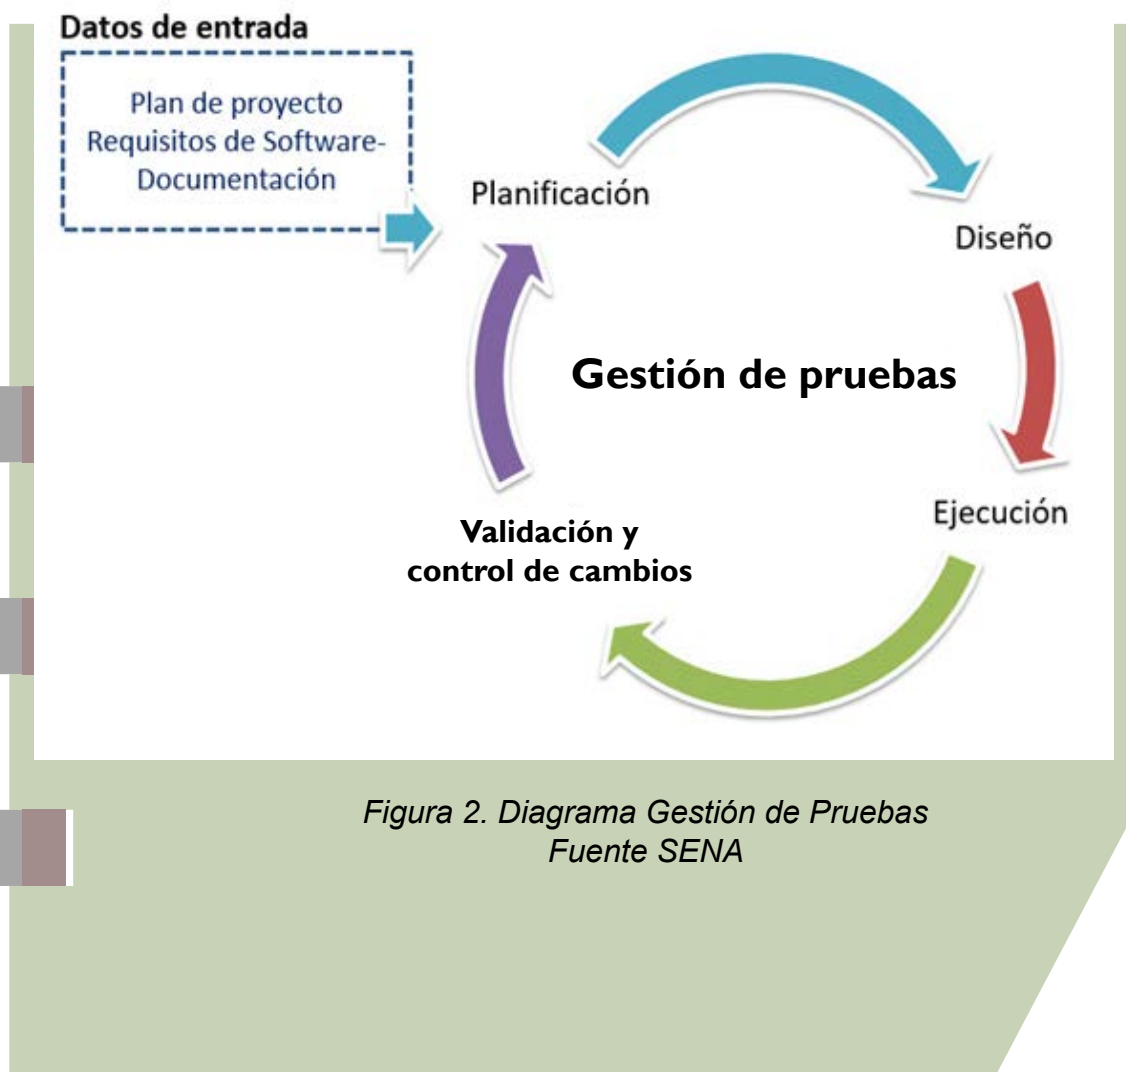 Datos de entrada
Plan de proyecto
Requisitos de Software-
Documentación
Planificación
Diseño
Gestión de pruebas
Ejecución
Validación y
control de cambios
Figura 2. Diagrama Gestión de Pruebas
Fuente SENA